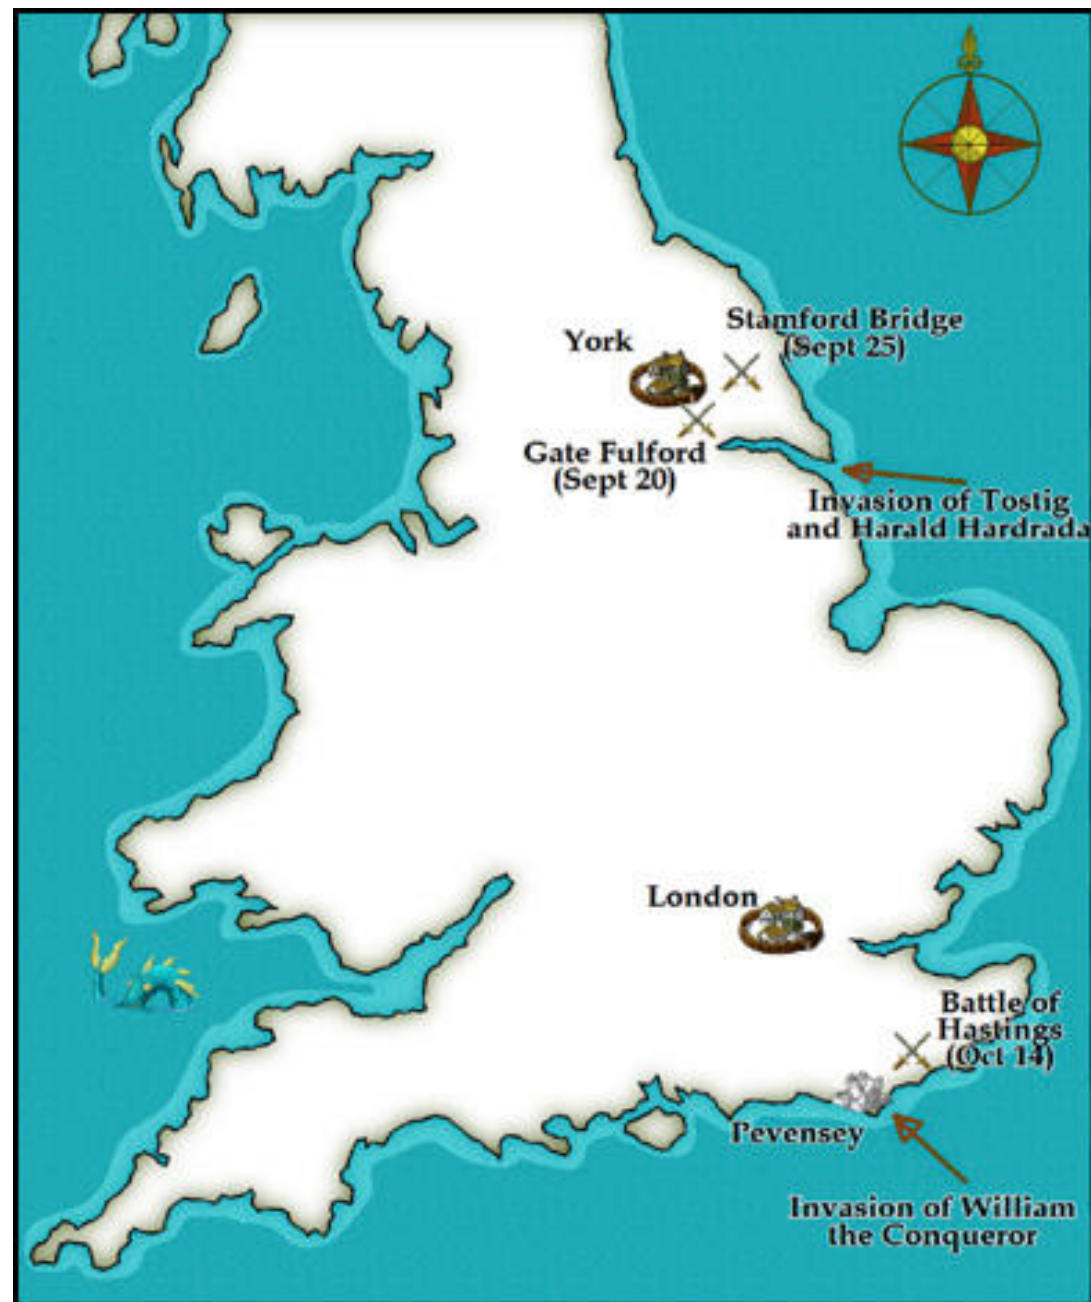 Stamford Bridge
(Sept 25)
York
Gate Fulford
(Sept 20)
Invasion of Tostig
and Harald Hardrada
London
Battle of
Hastings
(Oct 14)
Pevensey
Invasion of William
the Conqueror